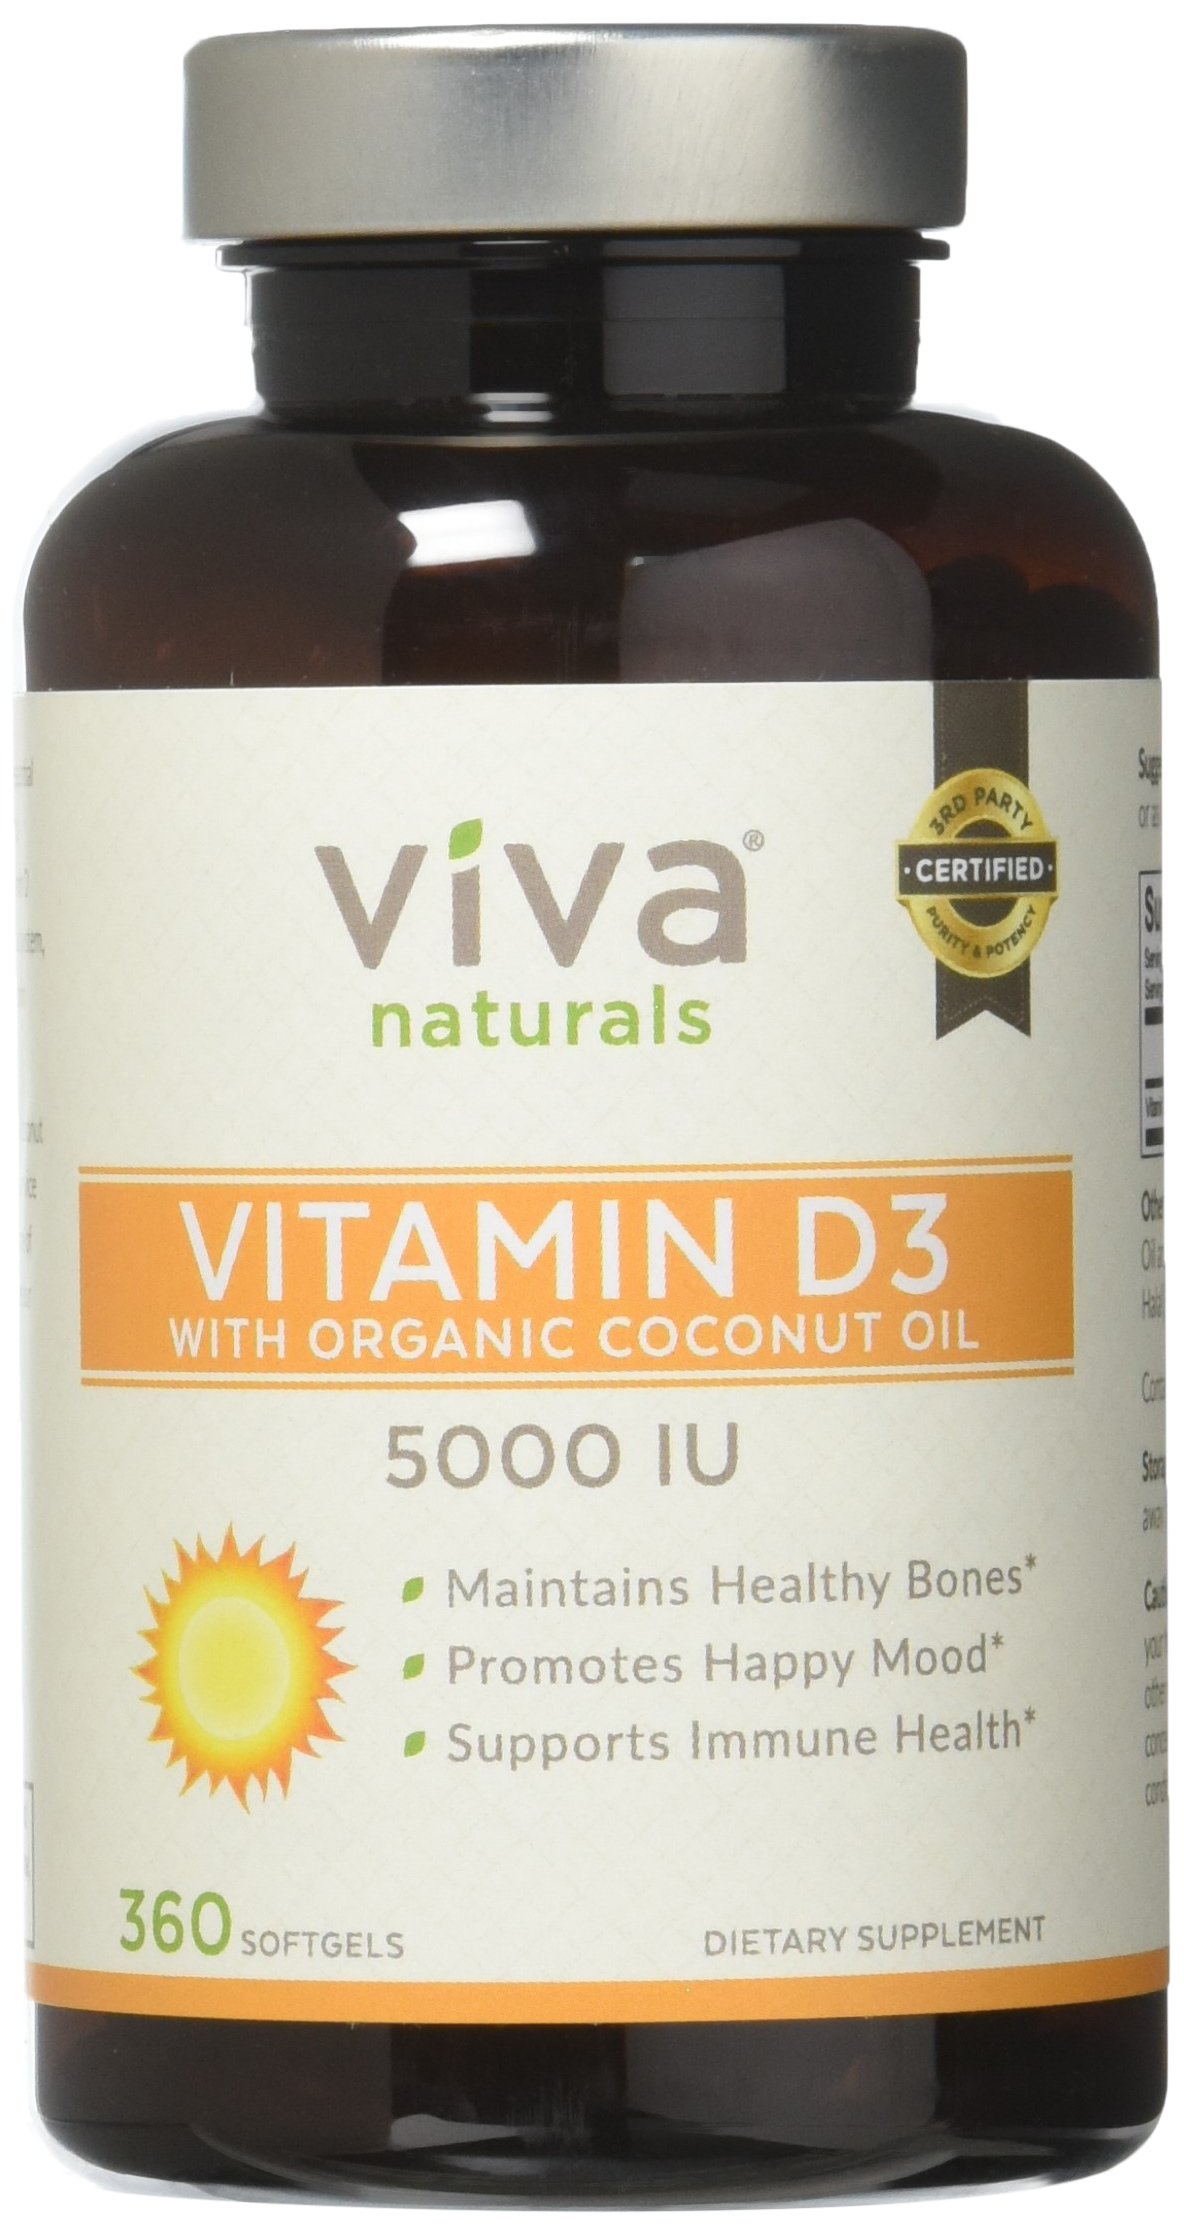 viva®
naturals
3RD PARTY
CERTIFIED
PURITY & POTENCY
VITAMIN D3
WITH ORGANIC COCONUT OIL
5000 IU
Maintains Healthy Bones*
Promotes Happy Mood*
Supports Immune Health*
360 SOFTGELS
DIETARY SUPPLEMENT